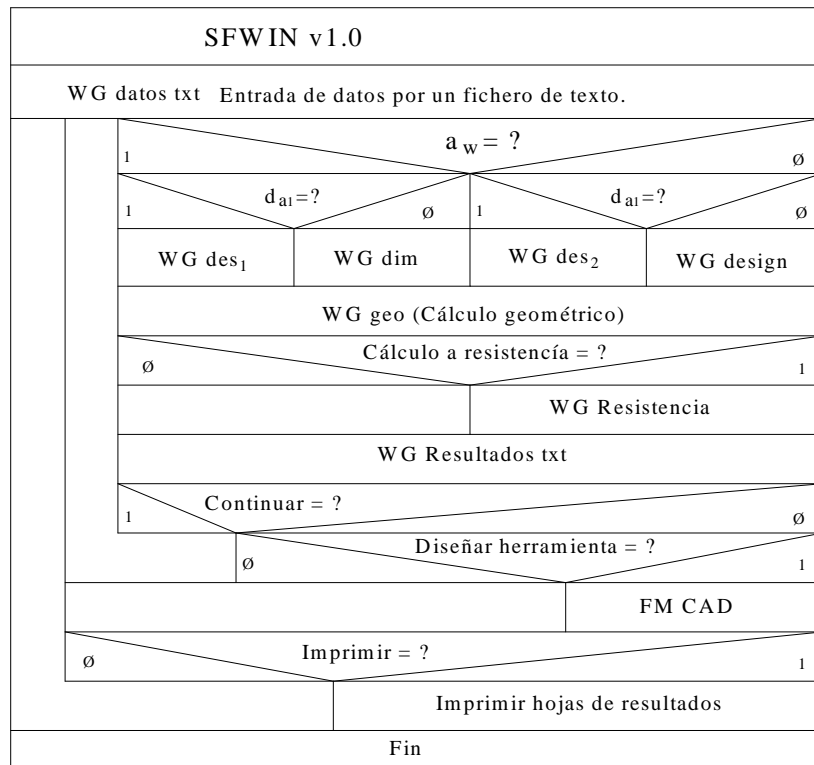 SFWIN v1.0
WG datos txt Entrada de datos por un fichero de texto.
a w = ?
1 Ø
d a1 =? d a1 =?
1 Ø 1 Ø
WG des1 WG dim WG des2 WG design
WG geo (Cálculo geométrico)
Cálculo a resistencía = ?
Ø 1
WG Resistencia
WG Resultados txt
Continuar = ?
1 Ø
Diseñar herramienta = ?
Ø 1
FM CAD
Imprimir = ?
Ø 1
Imprimir hojas de resultados
Fin